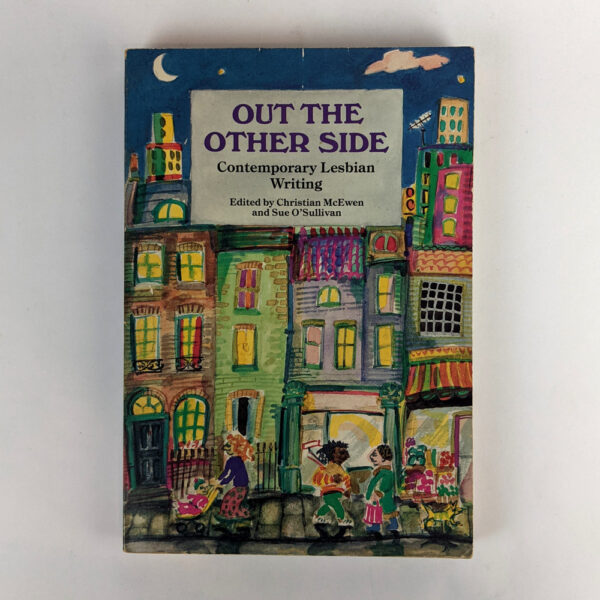 OUT THE
OTHER SIDE
Contemporary Lesbian
Writing
Edited by Christian McEwen
and Sue O'Sullivan